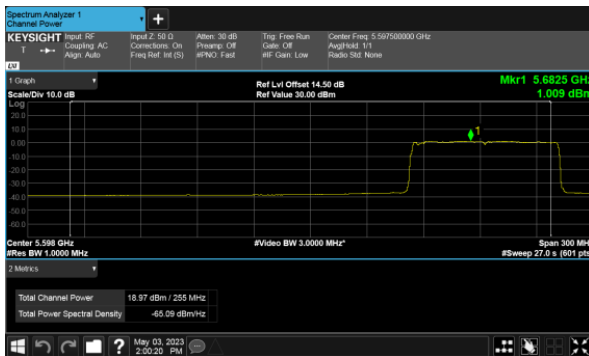 Spectrum Analyzer 1
Channel Power
+
KEYSIGHT Input: RF Input Z: 50 Ω Atten: 30 dB Trig: Free Run Center Freq: 5.597500000 GHz
T Coupling: AC Corrections: On Preamp: Off Gate: Off Avg|Hold: 1/1
Align: Auto Freq Ref: Int (S) #PNO: Fast #IF Gain: Low Radio Std: None
LXI
1 Graph
Ref Lvl Offset 14.50 dB Mkr1 5.6825 GHz
Scale/Div 10.0 dB Ref Value 30.00 dBm 1.009 dBm
Log
20.0
10.0
0.00
-10.0
-20.0
-30.0
-40.0
-50.0
-60.0
1
Center 5.598 GHz #Video BW 3.0000 MHz* Span 300 MHz
#Res BW 1.0000 MHz #Sweep 27.0 s (601 pts)
2 Metrics
Total Channel Power 18.97 dBm / 255 MHz
Total Power Spectral Density -65.09 dBm/Hz
? May 03, 2023
2:00:20 PM